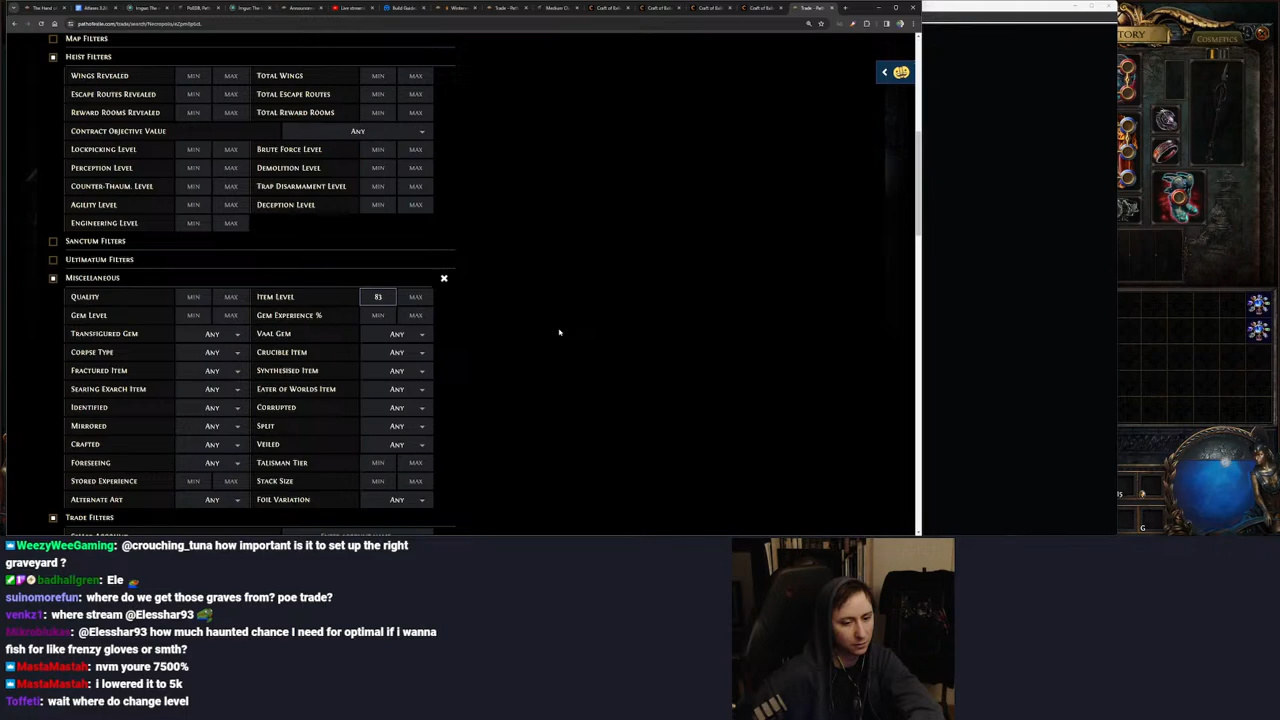 pathofexile.com/trade/search/Necropolis/
MAP FILTERS
HEIST FILTERS
WINGS REVEALED MIN MAX TOTAL WINGS MIN MAX
ESCAPE ROUTES REVEALED MIN MAX TOTAL ESCAPE ROUTES MIN MAX
REWARD ROOMS REVEALED MIN MAX TOTAL REWARD ROOMS MIN MAX
CONTRACT OBJECTIVE VALUE ANY
LOCKPICKING LEVEL MIN MAX BRUTE FORCE LEVEL MIN MAX
PERCEPTION LEVEL MIN MAX DEMOLITION LEVEL MIN MAX
COUNTER-THAUM. LEVEL MIN MAX TRAP DISARMAMENT LEVEL MIN MAX
AGILITY LEVEL MIN MAX DECEPTION LEVEL MIN MAX
ENGINEERING LEVEL MIN MAX
SANCTUM FILTERS
ULTIMATUM FILTERS
MISCELLANEOUS
QUALITY MIN MAX ITEM LEVEL 83 MAX
GEM LEVEL MIN MAX GEM EXPERIENCE % MIN MAX
TRANSFIGURED GEM ANY VAAL GEM ANY
CORPSE TYPE ANY CRUCIBLE ITEM ANY
FRACTURED ITEM ANY SYNTHESISED ITEM ANY
SEARING EXARCH ITEM ANY EATER OF WORLDS ITEM ANY
IDENTIFIED ANY CORRUPTED ANY
MIRRORED ANY SPLIT ANY
CRAFTED ANY VEILED ANY
FORESEEING ANY TALISMAN TIER MIN MAX
STORED EXPERIENCE MIN MAX STACK SIZE MIN MAX
ALTERNATE ART ANY FOIL VARIATION ANY
TRADE FILTERS
COSMETICS
WeezyWeeGaming: @crouching_tuna how important is it to set up the right
graveyard ?
badhallgren: Ele
suinomorefun: where do we get those graves from? poe trade?
venkz1: where stream @Elesshar93
Mikroblukas: @Elesshar93 how much haunted chance I need for optimal if i wanna
fish for like frenzy gloves or smth?
MastaMastah: nvm youre 7500%
MastaMastah: i lowered it to 5k
Toffeti: wait where do change level